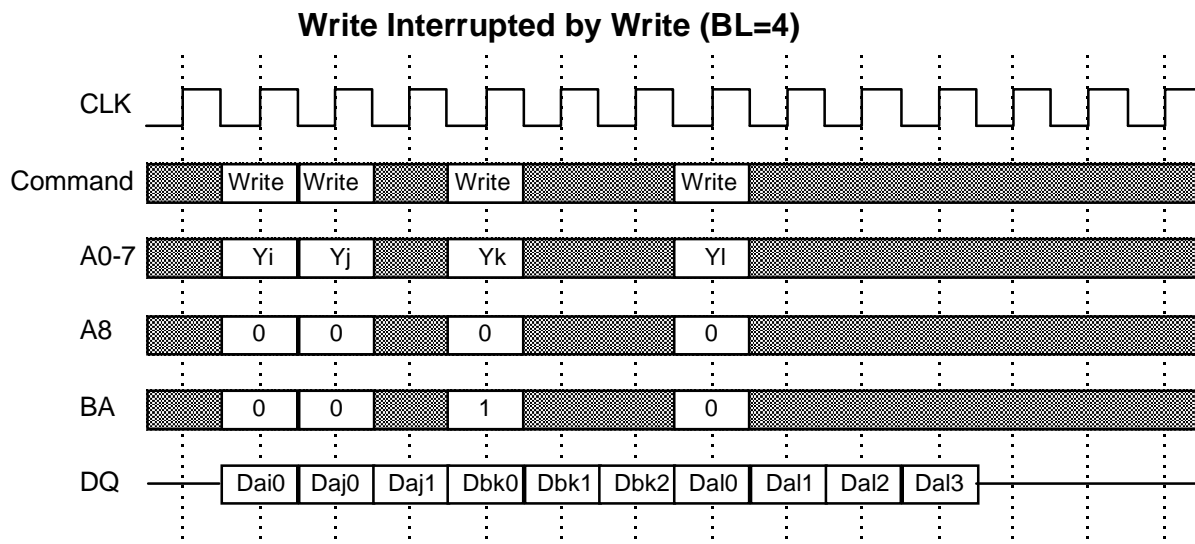 Write Interrupted by Write (BL=4)
CLK
Command Write Write Write Write
A0-7 Yi Yj Yk Yl
A8 0 0 0 0
BA 0 0 1 0
DQ Dai0 Daj0 Daj1 Dbk0 Dbk1 Dbk2 Dal0 Dal1 Dal2 Dal3